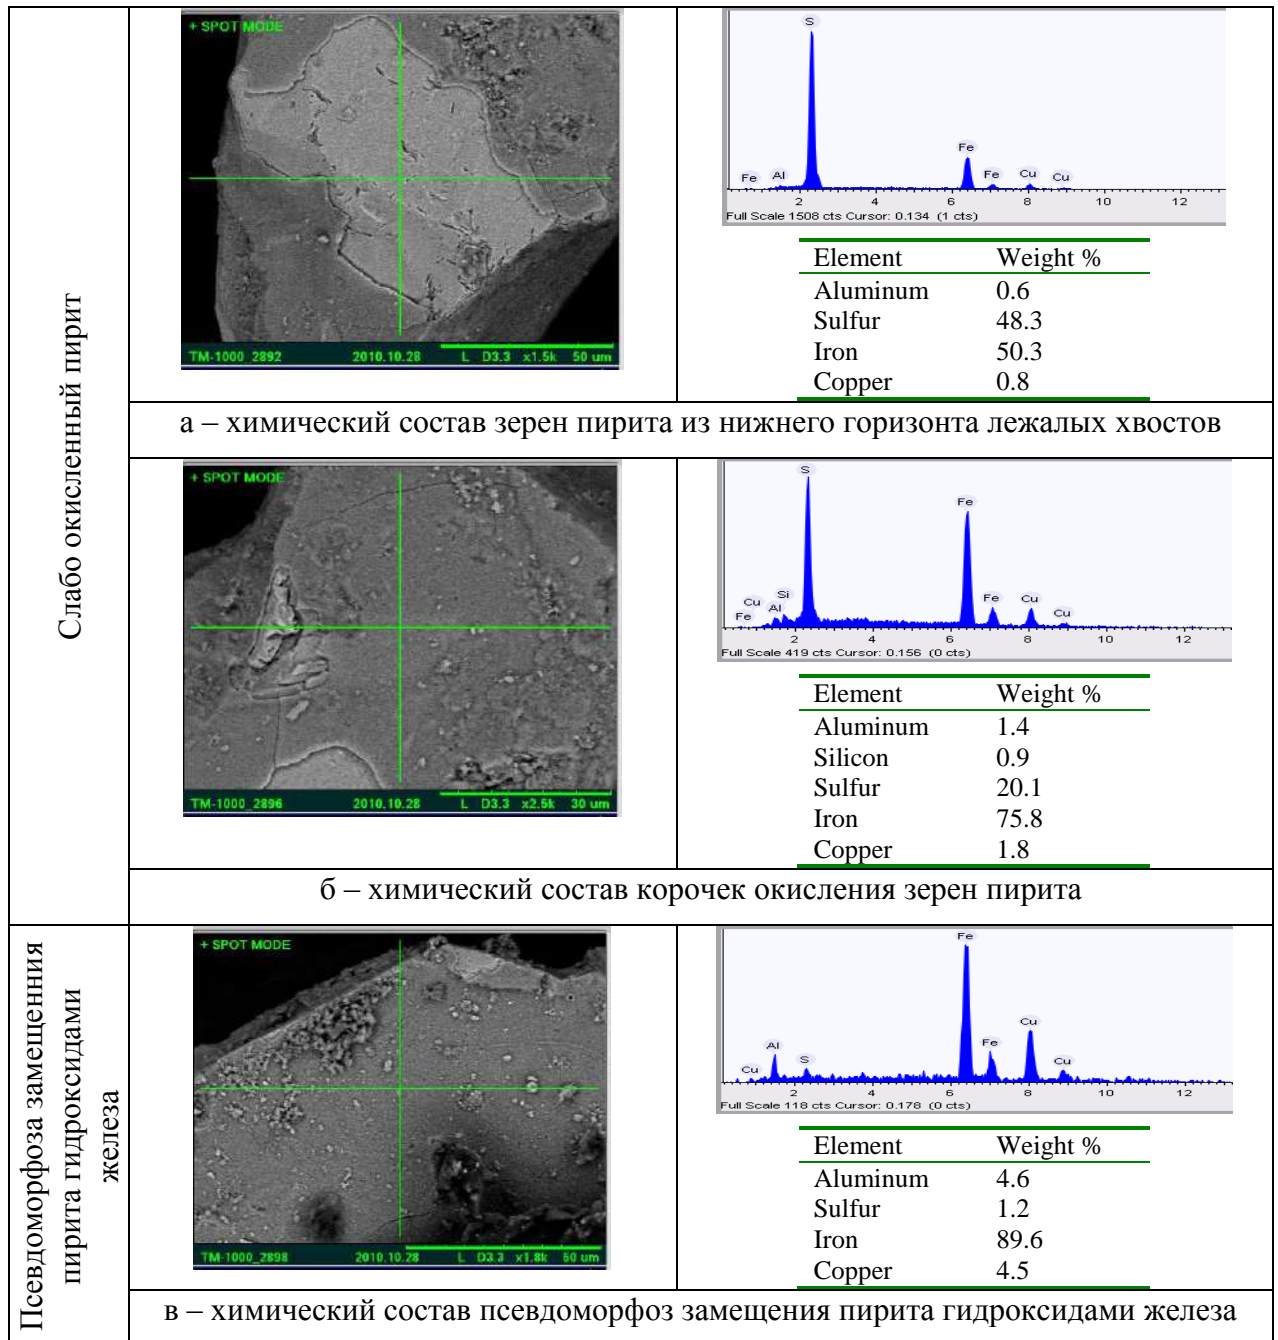 Слабо окисленный пирит
+ SPOT MODE
TM-1000_2892 2010.10.28 L D3.3 x1.5k 50 um
S
Fe
Fe Al Fe Cu Cu
2 4 6 8 10 12
Full Scale 1508 cts Cursor: 0.134 (1 cts)
Element Weight %
Aluminum 0.6
Sulfur 48.3
Iron 50.3
Copper 0.8
а – химический состав зерен пирита из нижнего горизонта лежалых хвостов
+ SPOT MODE
TM-1000_2896 2010.10.28 L D3.3 x2.5k 30 um
S
Fe
Cu Si Fe Cu
Fe Al Cu
2 4 6 8 10 12
Full Scale 419 cts Cursor: 0.156 (0 cts)
Element Weight %
Aluminum 1.4
Silicon 0.9
Sulfur 20.1
Iron 75.8
Copper 1.8
б – химический состав корочек окисления зерен пирита
Псевдоморфоза замещенния
пирита гидроксидами
железа
+ SPOT MODE
TM-1000_2898 2010.10.28 L D3.3 x1.8k 50 um
Fe
Cu
Al Fe
Cu S Cu
2 4 6 8 10 12
Full Scale 118 cts Cursor: 0.178 (0 cts)
Element Weight %
Aluminum 4.6
Sulfur 1.2
Iron 89.6
Copper 4.5
в – химический состав псевдоморфоз замещения пирита гидроксидами железа